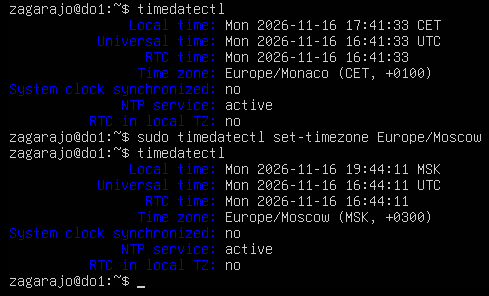 zagarajo@do1:~$ timedatectl
Local time: Mon 2026-11-16 17:41:33 CET
Universal time: Mon 2026-11-16 16:41:33 UTC
RTC time: Mon 2026-11-16 16:41:33
Time zone: Europe/Monaco (CET, +0100)
System clock synchronized: no
NTP service: active
RTC in local TZ: no
zagarajo@do1:~$ sudo timedatectl set-timezone Europe/Moscow
zagarajo@do1:~$ timedatectl
Local time: Mon 2026-11-16 19:44:11 MSK
Universal time: Mon 2026-11-16 16:44:11 UTC
RTC time: Mon 2026-11-16 16:44:11
Time zone: Europe/Moscow (MSK, +0300)
System clock synchronized: no
NTP service: active
RTC in local TZ: no
zagarajo@do1:~$ _